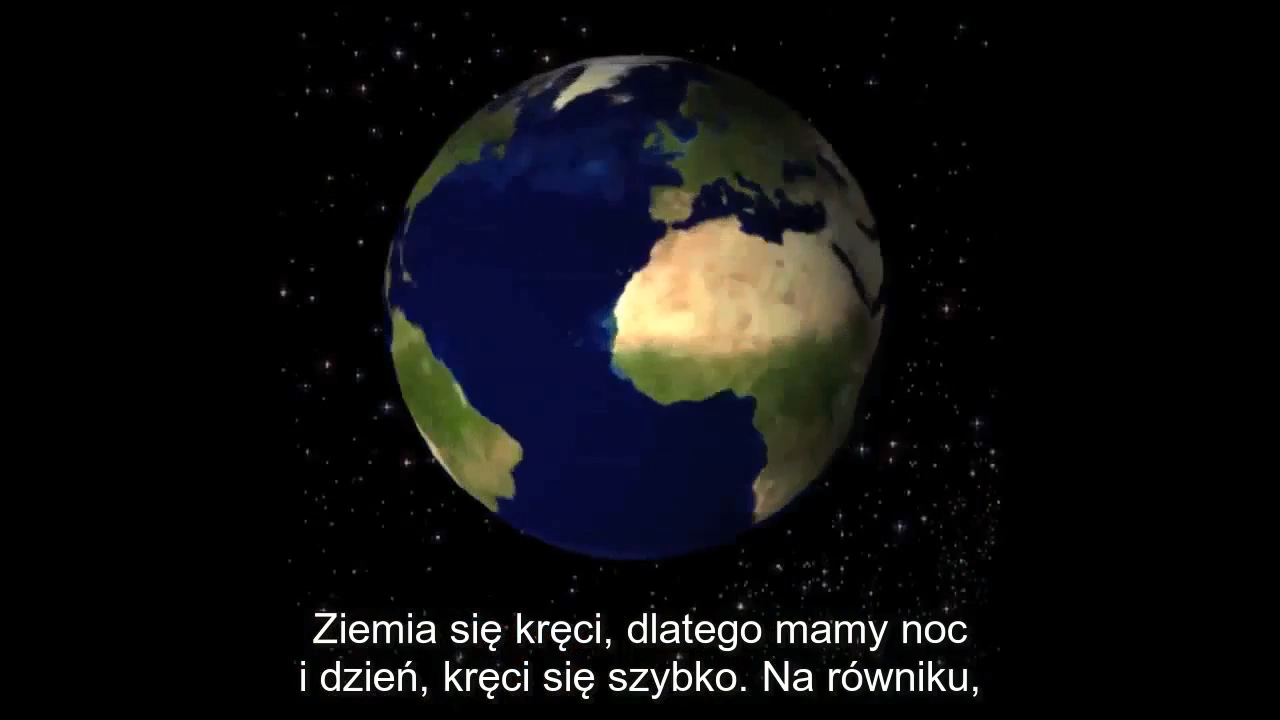 Ziemia się kręci, dlatego mamy noc
i dzień, kręci się szybko. Na równiku,